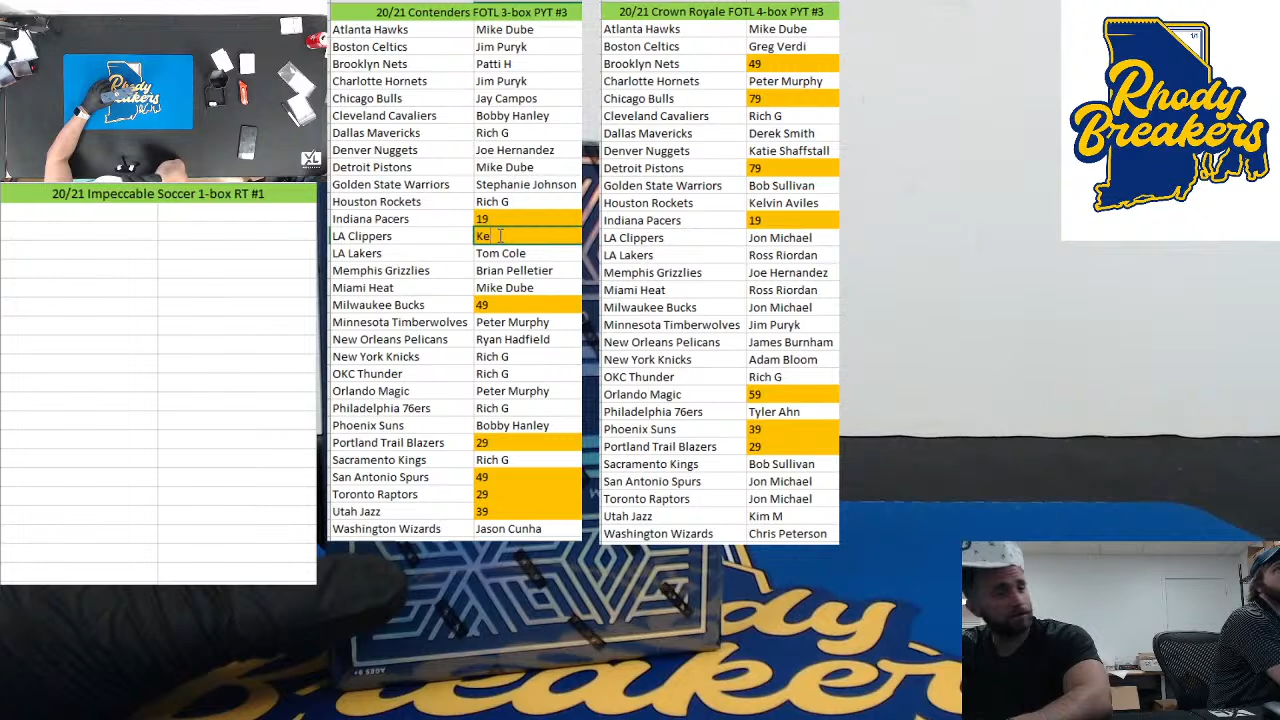 20/21 Contenders FOTL 3-box PYT #3
Atlanta Hawks Mike Dube
Boston Celtics Jim Puryk
Brooklyn Nets Patti H
Charlotte Hornets Jim Puryk
Chicago Bulls Jay Campos
Cleveland Cavaliers Bobby Hanley
Dallas Mavericks Rich G
Denver Nuggets Joe Hernandez
Detroit Pistons Mike Dube
Golden State Warriors Stephanie Johnson
Houston Rockets Rich G
Indiana Pacers 19
LA Clippers Ke
LA Lakers Tom Cole
Memphis Grizzlies Brian Pelletier
Miami Heat Mike Dube
Milwaukee Bucks 49
Minnesota Timberwolves Peter Murphy
New Orleans Pelicans Ryan Hadfield
New York Knicks Rich G
OKC Thunder Rich G
Orlando Magic Peter Murphy
Philadelphia 76ers Rich G
Phoenix Suns Bobby Hanley
Portland Trail Blazers 29
Sacramento Kings Rich G
San Antonio Spurs 49
Toronto Raptors 29
Utah Jazz 39
Washington Wizards Jason Cunha
20/21 Crown Royale FOTL 4-box PYT #3
Atlanta Hawks Mike Dube
Boston Celtics Greg Verdi
Brooklyn Nets 49
Charlotte Hornets Peter Murphy
Chicago Bulls 79
Cleveland Cavaliers Rich G
Dallas Mavericks Derek Smith
Denver Nuggets Katie Shaffstall
Detroit Pistons 79
Golden State Warriors Bob Sullivan
Houston Rockets Kelvin Aviles
Indiana Pacers 19
LA Clippers Jon Michael
LA Lakers Ross Riordan
Memphis Grizzlies Joe Hernandez
Miami Heat Ross Riordan
Milwaukee Bucks Jon Michael
Minnesota Timberwolves Jim Puryk
New Orleans Pelicans James Burnham
New York Knicks Adam Bloom
OKC Thunder Rich G
Orlando Magic 59
Philadelphia 76ers Tyler Ahn
Phoenix Suns 39
Portland Trail Blazers 29
Sacramento Kings Bob Sullivan
San Antonio Spurs Jon Michael
Toronto Raptors Jon Michael
Utah Jazz Kim M
Washington Wizards Chris Peterson
20/21 Impeccable Soccer 1-box RT #1
Rhody
Breakers
1/1
Rhody
Breakers
XL
AGES 9+